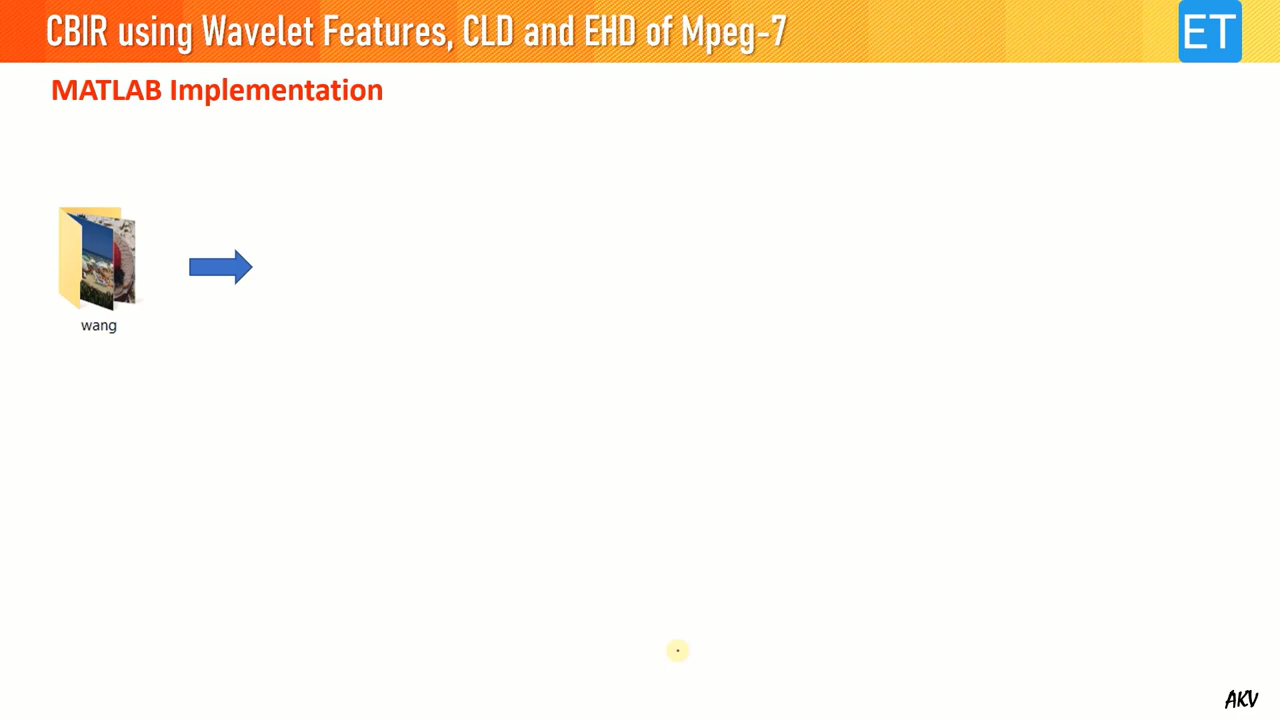 CBIR using Wavelet Features, CLD and EHD of Mpeg-7
ET
MATLAB Implementation
wang
AKV